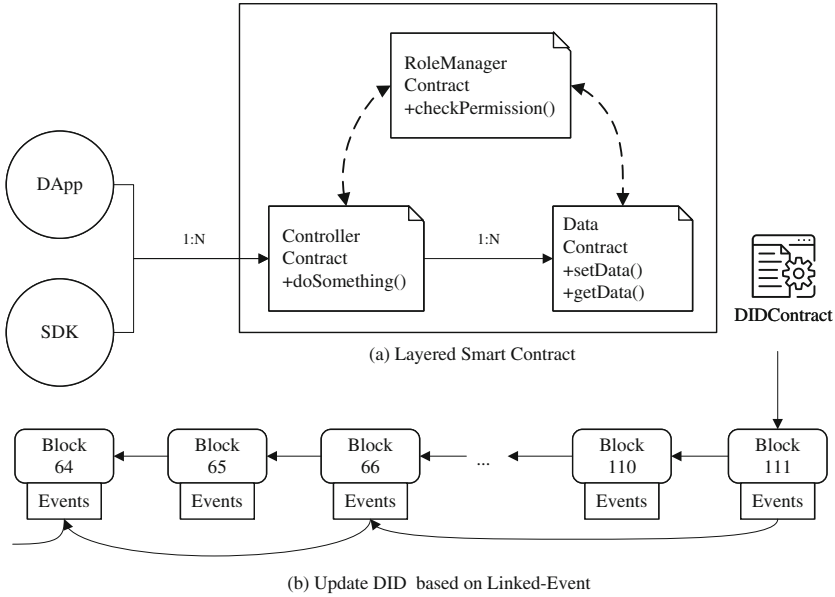 RoleManager
Contract
+checkPermission()
DApp
SDK
1:N
Controller
Contract
+doSomething()
1:N
Data
Contract
+setData()
+getData()
DIDContract
(a) Layered Smart Contract
Block
64
Events
Block
65
Events
Block
66
Events
...
Block
110
Events
Block
111
Events
(b) Update DID based on Linked-Event